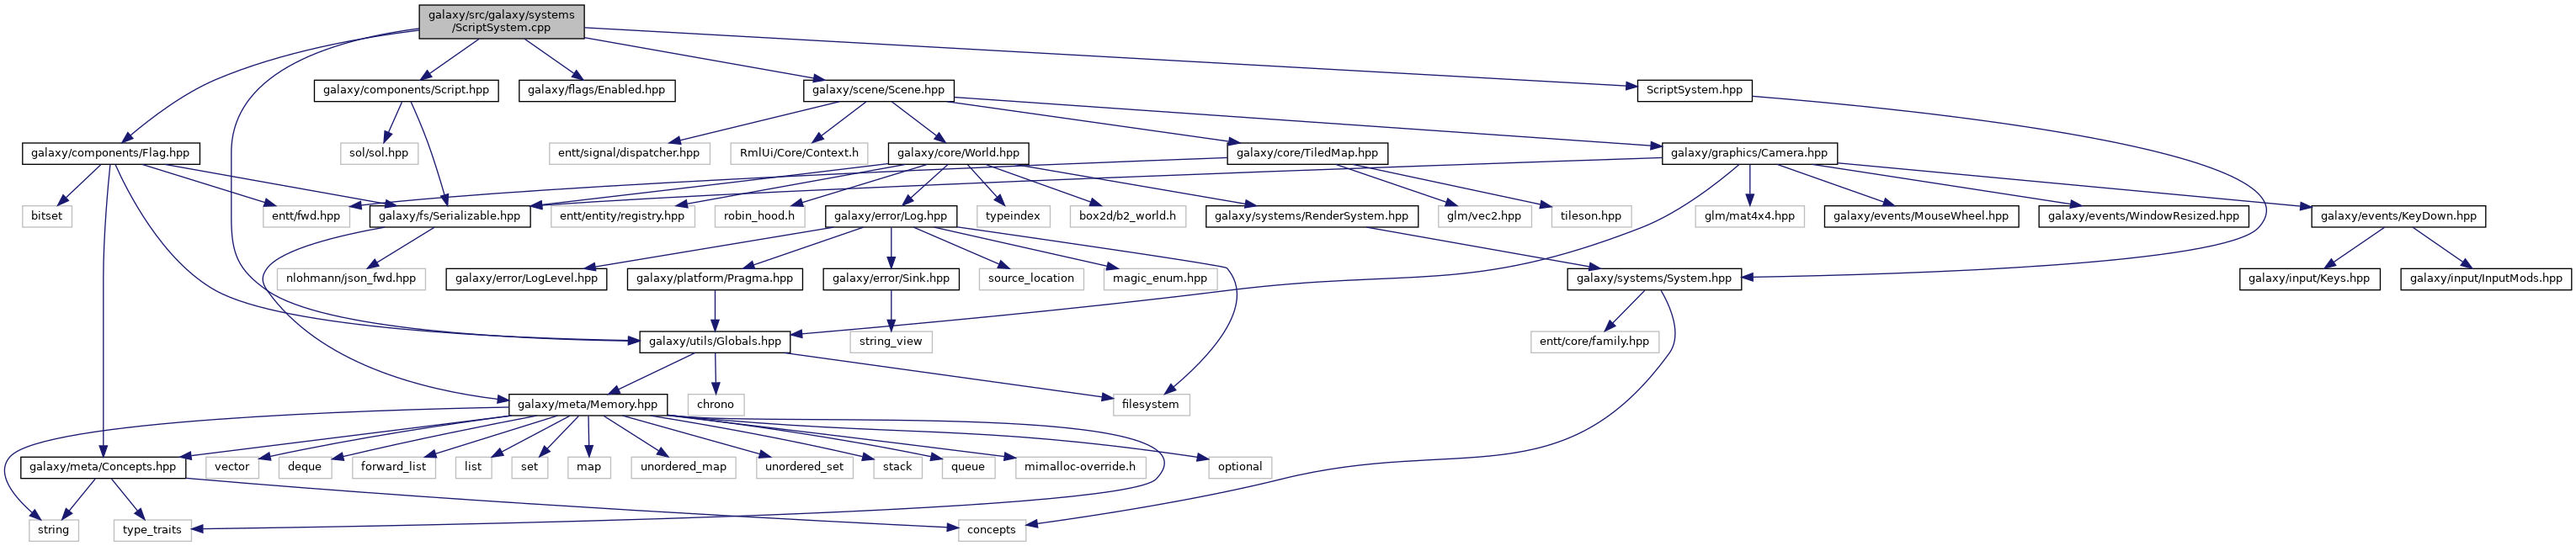 galaxy/src/galaxy/systems
/ScriptSystem.cpp
galaxy/components/Script.hpp
galaxy/flags/Enabled.hpp
galaxy/scene/Scene.hpp
ScriptSystem.hpp
galaxy/components/Flag.hpp
sol/sol.hpp
entt/signal/dispatcher.hpp
RmlUi/Core/Context.h
galaxy/core/World.hpp
galaxy/core/TiledMap.hpp
galaxy/graphics/Camera.hpp
bitset
entt/fwd.hpp
galaxy/fs/Serializable.hpp
entt/entity/registry.hpp
robin_hood.h
galaxy/error/Log.hpp
typeindex
box2d/b2_world.h
galaxy/systems/RenderSystem.hpp
glm/vec2.hpp
tileson.hpp
glm/mat4x4.hpp
galaxy/events/MouseWheel.hpp
galaxy/events/WindowResized.hpp
galaxy/events/KeyDown.hpp
nlohmann/json_fwd.hpp
galaxy/error/LogLevel.hpp
galaxy/platform/Pragma.hpp
galaxy/error/Sink.hpp
source_location
magic_enum.hpp
galaxy/systems/System.hpp
galaxy/input/Keys.hpp
galaxy/input/InputMods.hpp
galaxy/utils/Globals.hpp
string_view
entt/core/family.hpp
galaxy/meta/Memory.hpp
chrono
filesystem
galaxy/meta/Concepts.hpp
vector
deque
forward_list
list
set
map
unordered_map
unordered_set
stack
queue
mimalloc-override.h
optional
string
type_traits
concepts